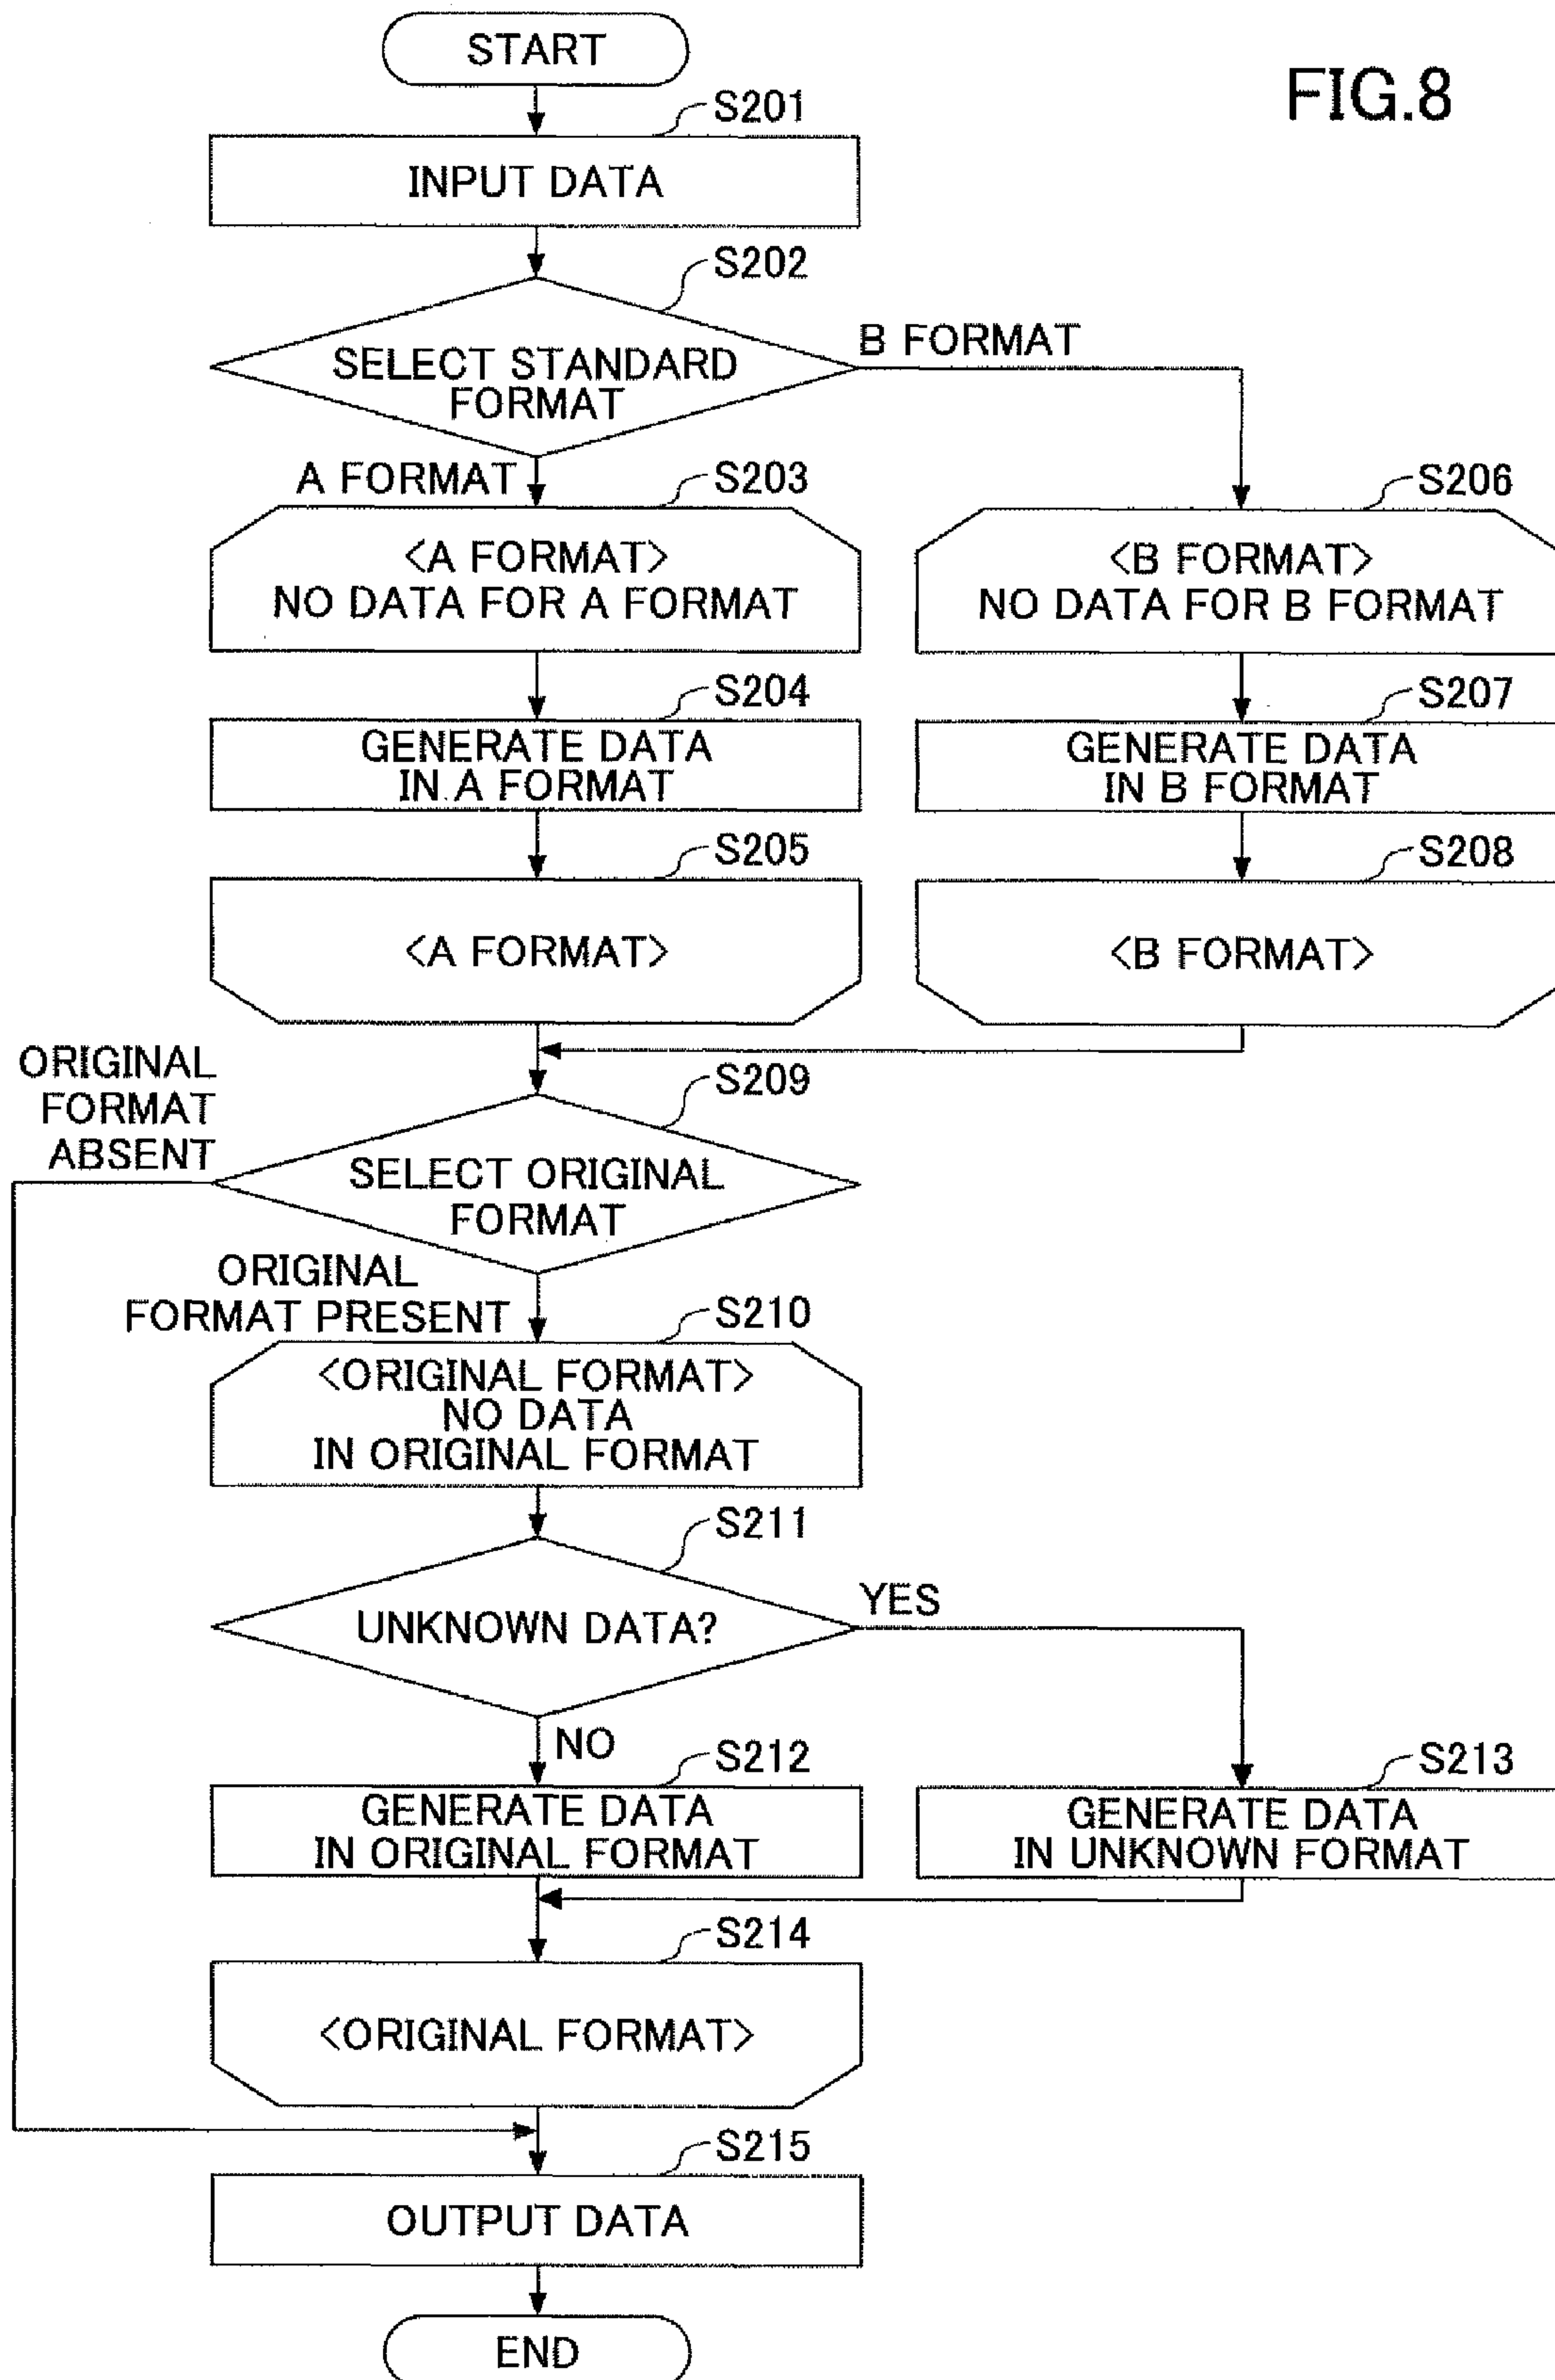 START
FIG.8
S201
INPUT DATA
S202
SELECT STANDARD
FORMAT
B FORMAT
A FORMAT
S203
<A FORMAT>
NO DATA FOR A FORMAT
S206
<B FORMAT>
NO DATA FOR B FORMAT
S204
GENERATE DATA
IN A FORMAT
S207
GENERATE DATA
IN B FORMAT
S205
<A FORMAT>
S208
<B FORMAT>
ORIGINAL
FORMAT
ABSENT
S209
SELECT ORIGINAL
FORMAT
ORIGINAL
FORMAT PRESENT
S210
<ORIGINAL FORMAT>
NO DATA
IN ORIGINAL FORMAT
S211
UNKNOWN DATA?
YES
NO
S212
GENERATE DATA
IN ORIGINAL FORMAT
S213
GENERATE DATA
IN UNKNOWN FORMAT
S214
<ORIGINAL FORMAT>
S215
OUTPUT DATA
END